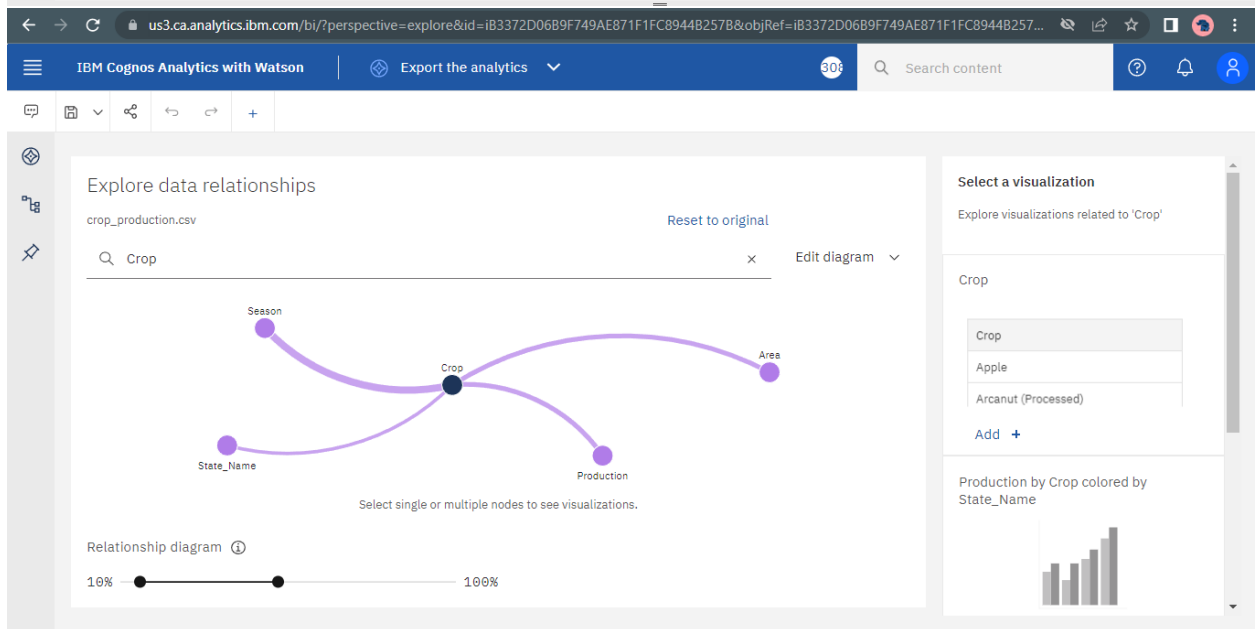 us3.ca.analytics.ibm.com/bi/?perspective=explore&id=iB3372D06B9F749AE871F1FC8944B257B&objRef=iB3372D06B9F749AE871F1FC8944B257...
IBM Cognos Analytics with Watson
Export the analytics
308
Search content
Explore data relationships
crop_production.csv
Reset to original
Crop
Edit diagram
Season
Crop
Area
State_Name
Production
Select single or multiple nodes to see visualizations.
Relationship diagram
10%
100%
Select a visualization
Explore visualizations related to 'Crop'
Crop
Crop
Apple
Arcanut (Processed)
Add +
Production by Crop colored by
State_Name